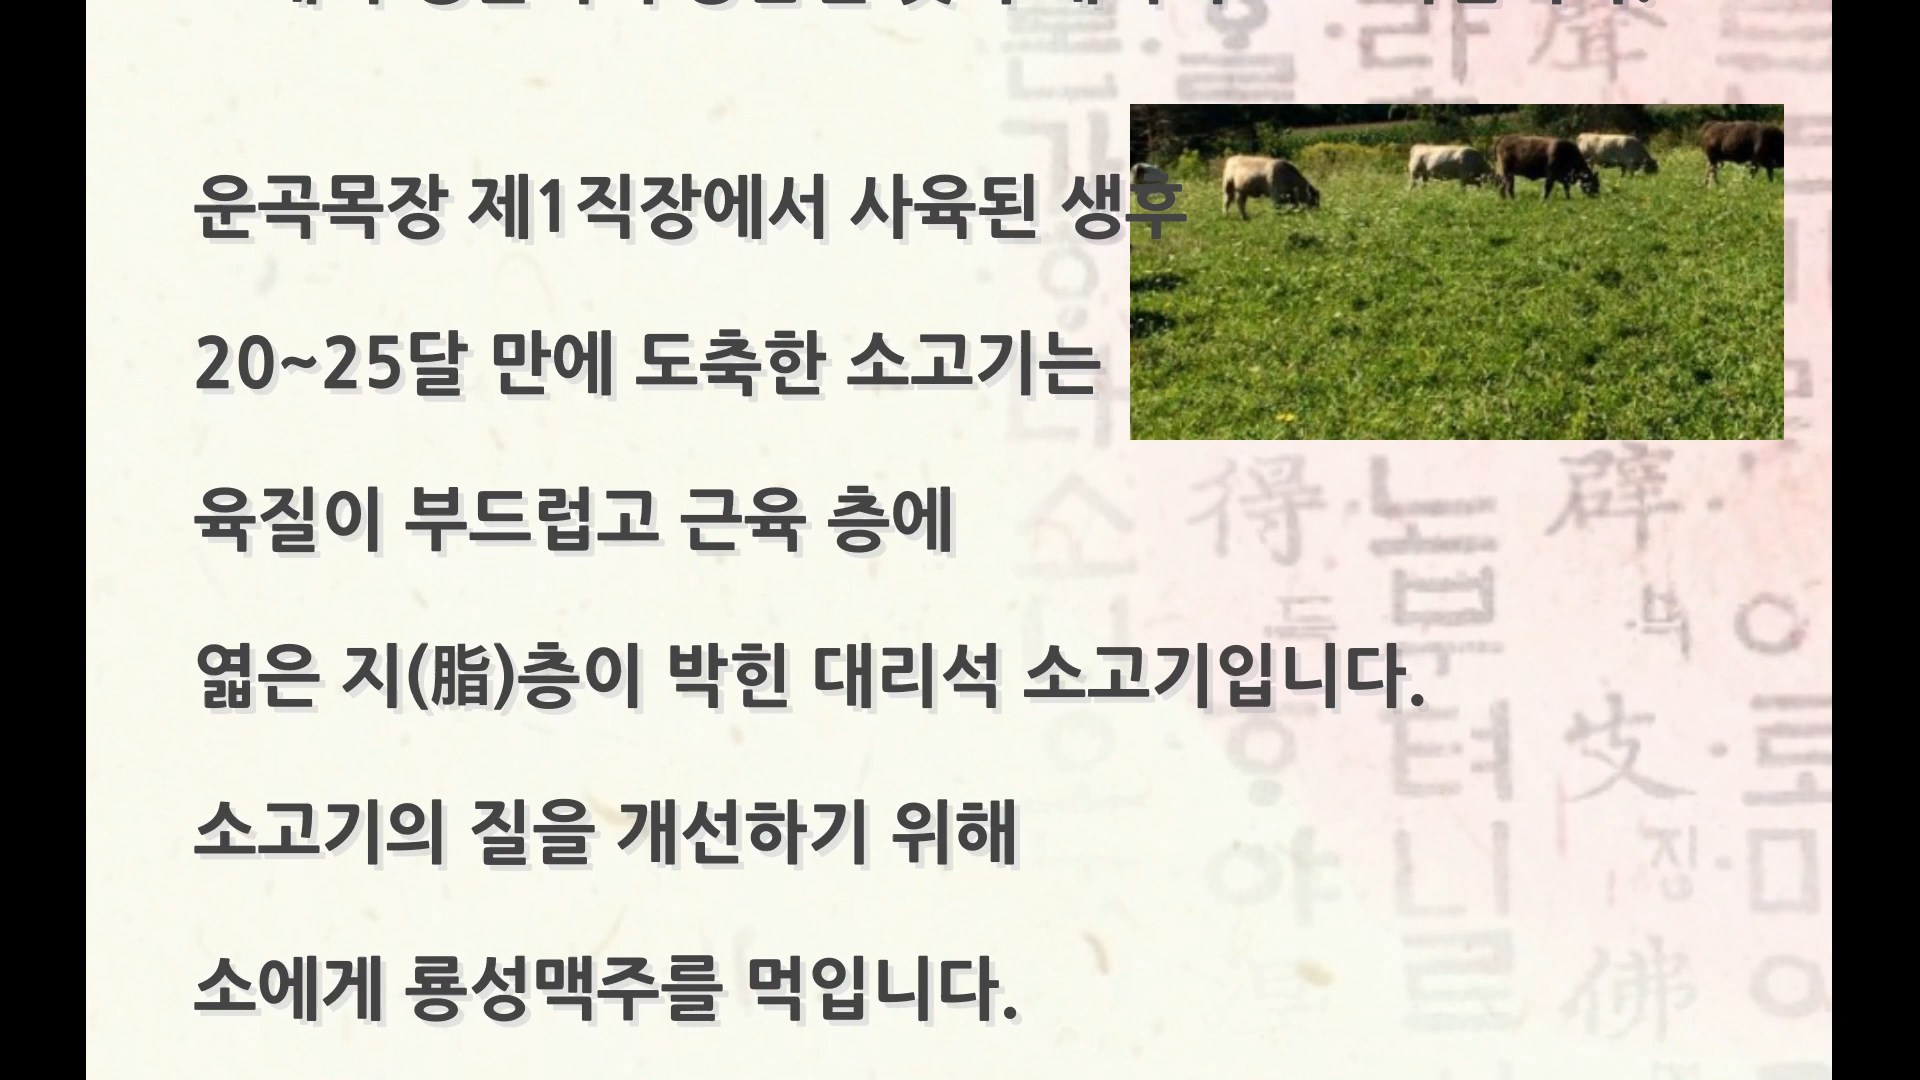 운곡목장 제1직장에서 사육된 생후
20~25달 만에 도축한 소고기는
육질이 부드럽고 근육 층에
엷은 지(脂)층이 박힌 대리석 소고기입니다.
소고기의 질을 개선하기 위해
소에게 룡성맥주를 먹입니다.